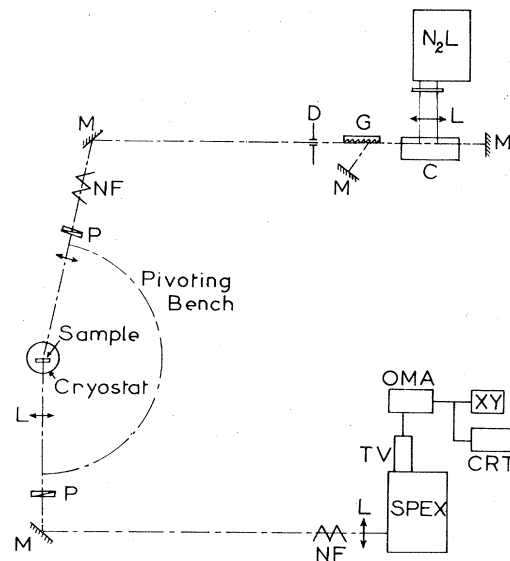 N₂L
L
D
G
M
C
M
M
NF
P
Pivoting
Bench
Sample
Cryostat
L
P
M
OMA
XY
CRT
TV
SPEX
L
NF